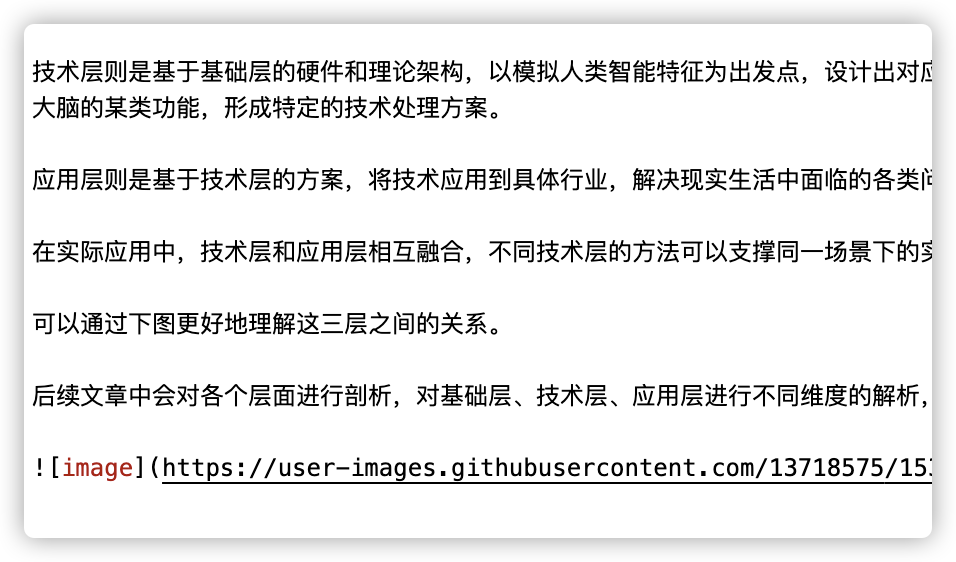 技术层则是基于基础层的硬件和理论架构，以模拟人类智能特征为出发点，设计出对应
大脑的某类功能，形成特定的技术处理方案。
应用层则是基于技术层的方案，将技术应用到具体行业，解决现实生活中面临的各类问
在实际应用中，技术层和应用层相互融合，不同技术层的方法可以支撑同一场景下的实
可以通过下图更好地理解这三层之间的关系。
后续文章中会对各个层面进行剖析，对基础层、技术层、应用层进行不同维度的解析，
![image](https://user-images.githubusercontent.com/13718575/153